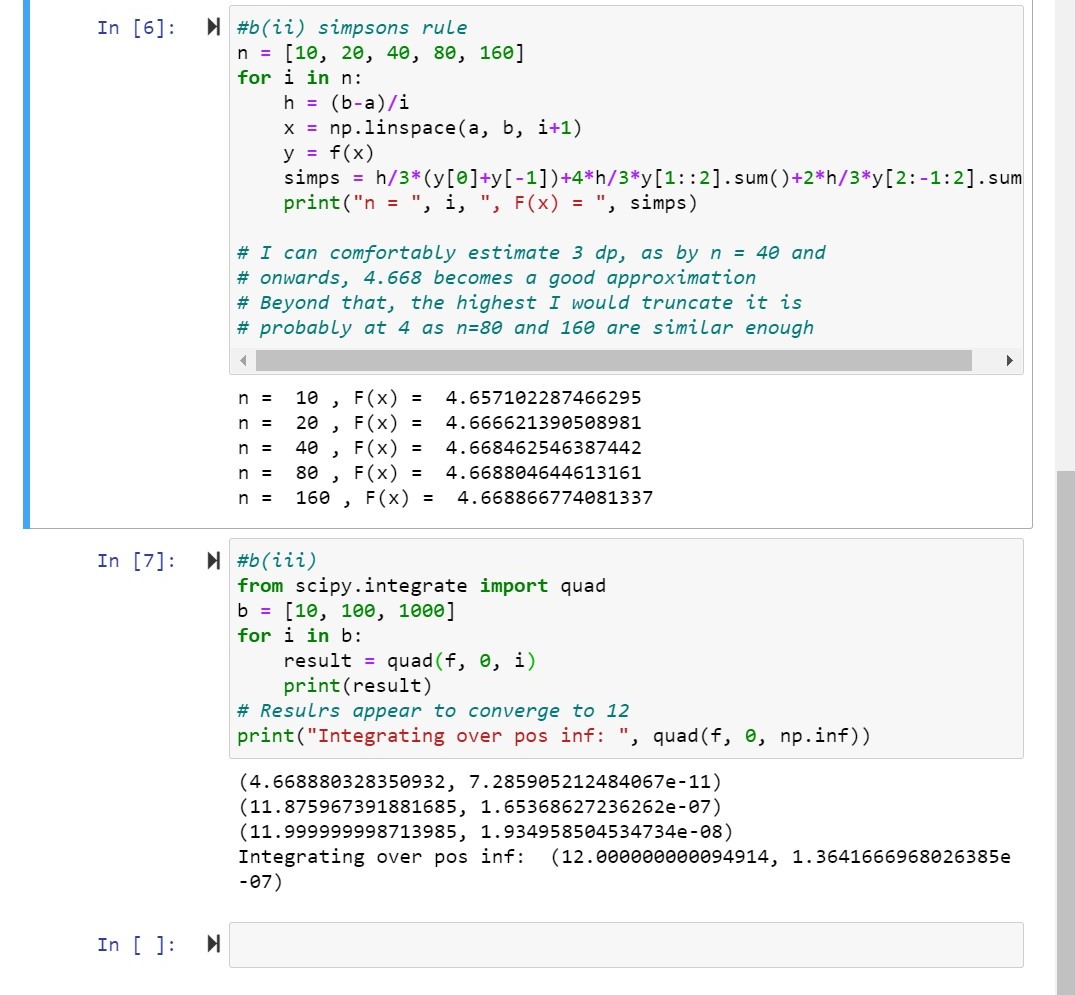 In [6]: #b(ii) simpsons rule
n = [10, 20, 40, 80, 160]
for i in n:
    h = (b-a)/i
    x = np.linspace(a, b, i+1)
    y = f(x)
    simps = h/3*(y[0]+y[-1])+4*h/3*y[1::2].sum()+2*h/3*y[2:-1:2].sum
    print("n = ", i, ", F(x) = ", simps)
# I can comfortably estimate 3 dp, as by n = 40 and
# onwards, 4.668 becomes a good approximation
# Beyond that, the highest I would truncate it is
# probably at 4 as n=80 and 160 are similar enough
n =  10 , F(x) =  4.657102287466295
n =  20 , F(x) =  4.666621390508981
n =  40 , F(x) =  4.668462546387442
n =  80 , F(x) =  4.668804644613161
n =  160 , F(x) =  4.668866774081337
In [7]: #b(iii)
from scipy.integrate import quad
b = [10, 100, 1000]
for i in b:
    result = quad(f, 0, i)
    print(result)
# Resulrs appear to converge to 12
print("Integrating over pos inf: ", quad(f, 0, np.inf))
(4.668880328350932, 7.285905212484067e-11)
(11.875967391881685, 1.65368627236262e-07)
(11.999999998713985, 1.934958504534734e-08)
Integrating over pos inf:  (12.000000000094914, 1.3641666968026385e
-07)
In [ ]: